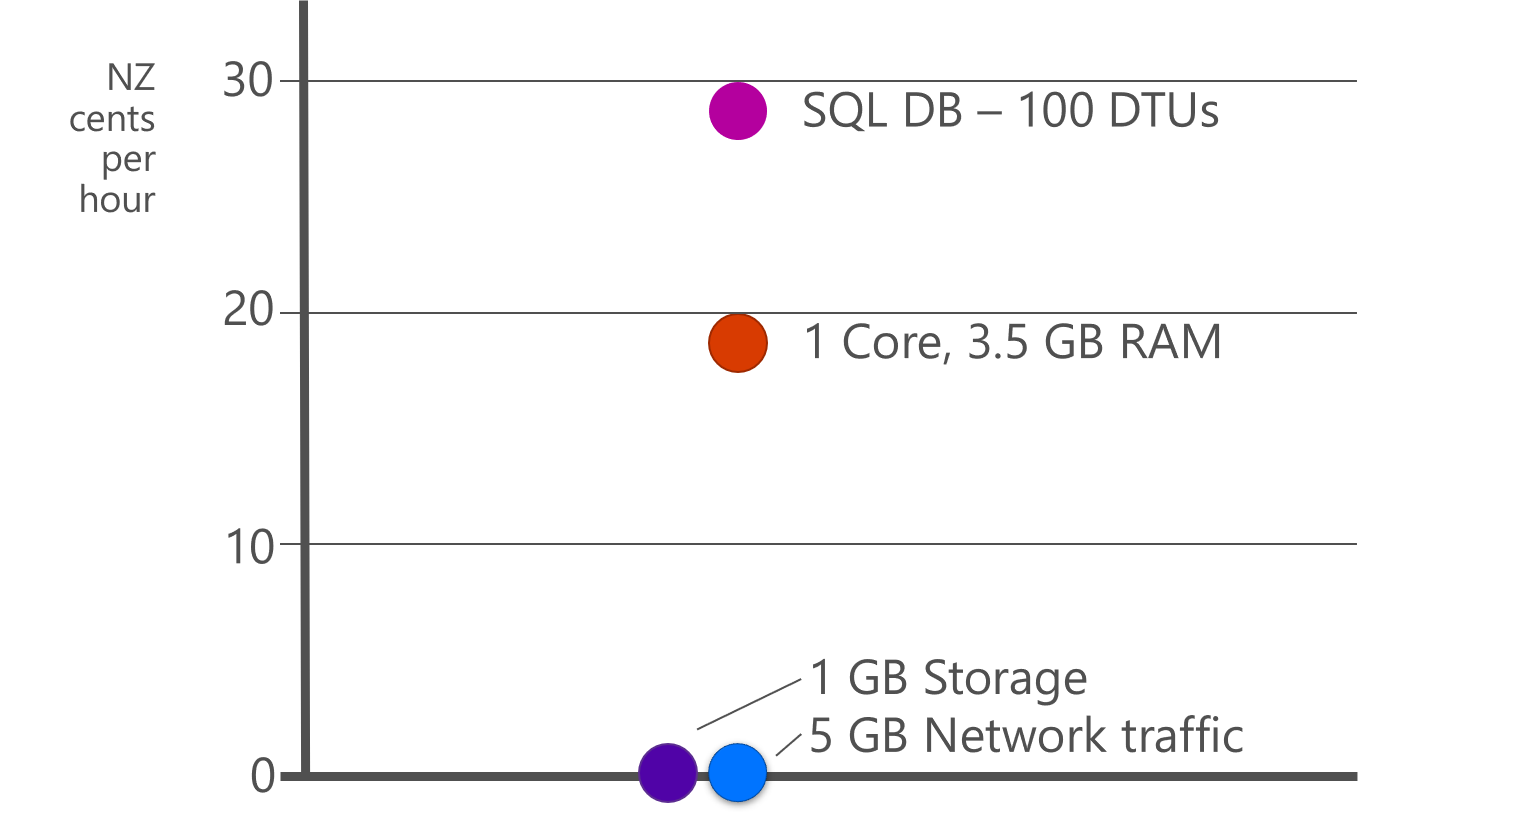 NZ
cents
per
hour
30
SQL DB – 100 DTUs
20
1 Core, 3.5 GB RAM
10
1 GB Storage
5 GB Network traffic
0